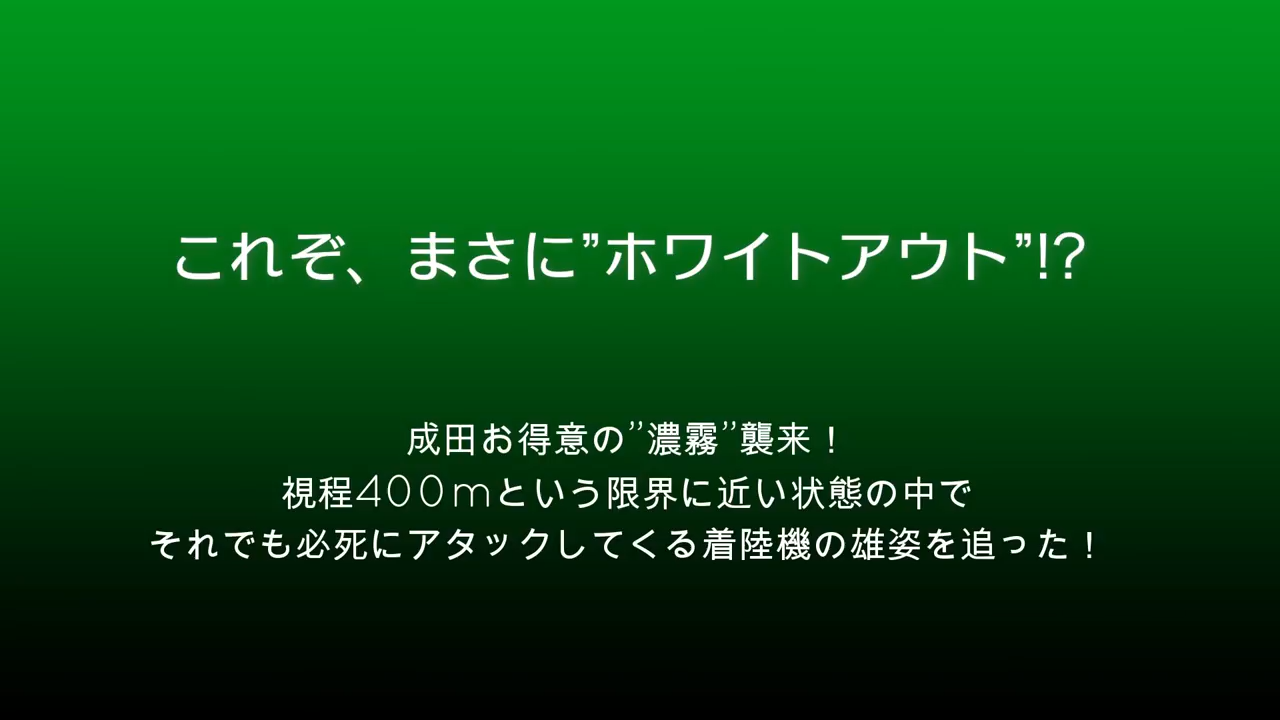 これぞ、まさに”ホワイトアウト”!?
成田お得意の”濃霧”襲来！
視程400mという限界に近い状態の中で
それでも必死にアタックしてくる着陸機の雄姿を追った！